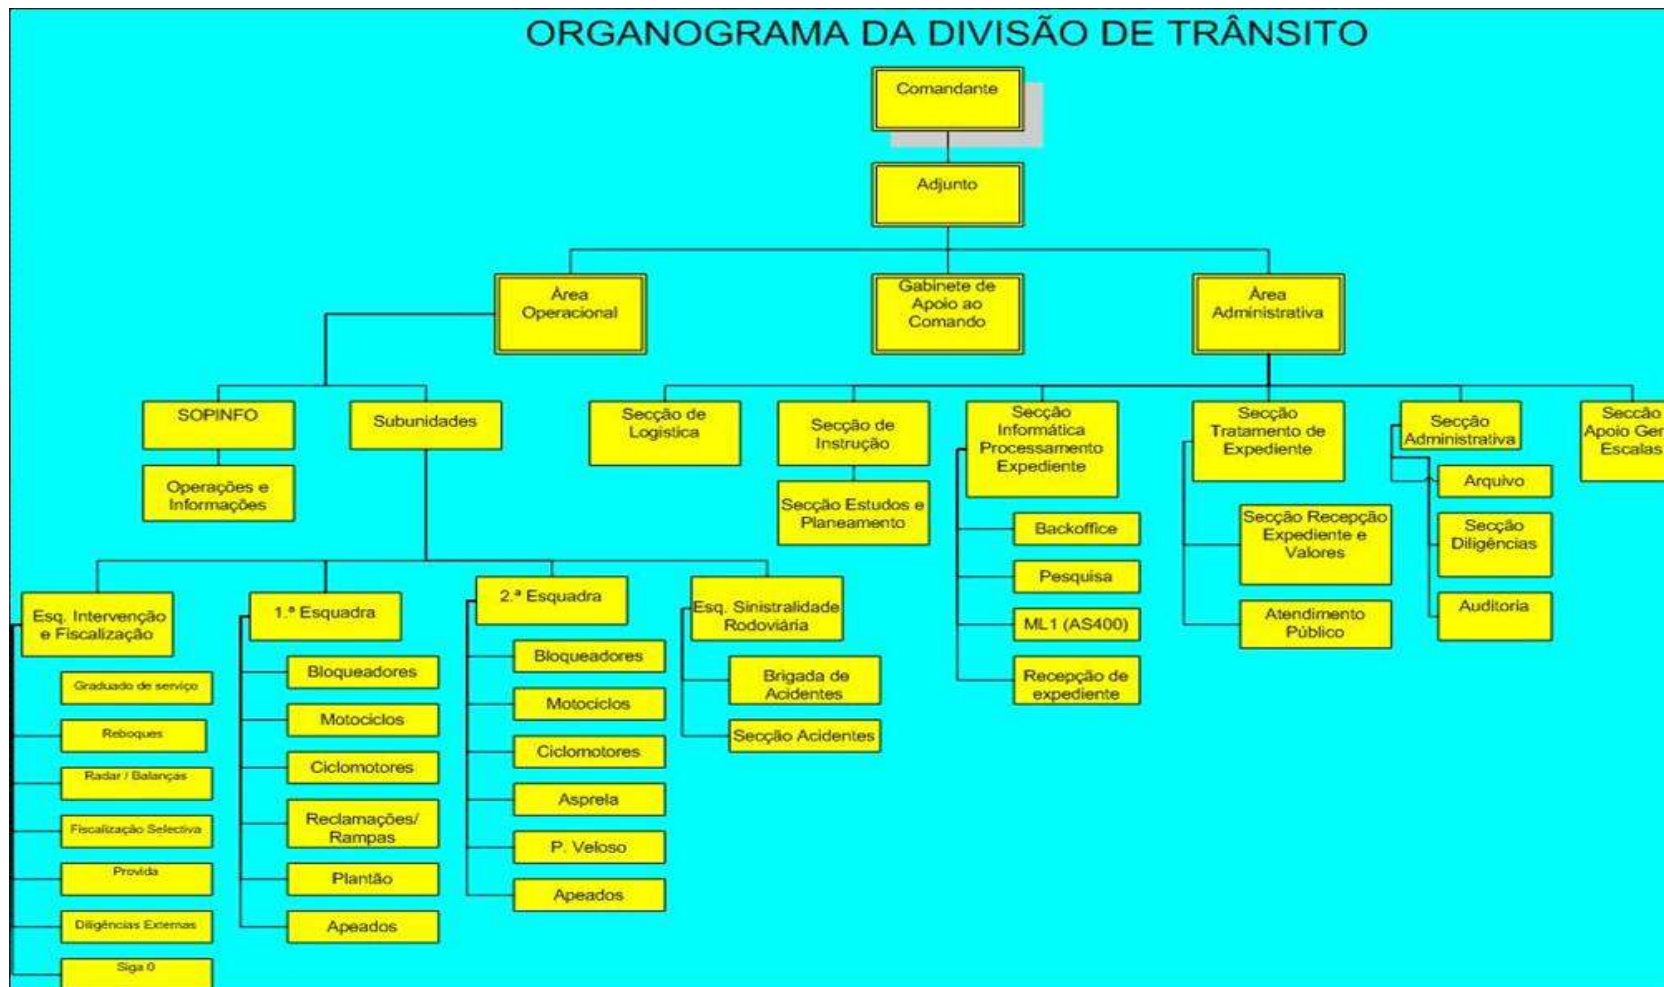 ORGANOGRAMA DA DIVISÃO DE TRÂNSITO
Comandante
Adjunto
Área
Operacional
Gabinete de
Apoio ao
Comando
Área
Administrativa
SOPINFO
Subunidades
Secção de
Logística
Secção de
Instrução
Secção
Informática
Processamento
Expediente
Secção
Tratamento de
Expediente
Secção
Administrativa
Secção
Apoio Ger
Escalas
Operações e
Informações
Secção Estudos e
Planeamento
Backoffice
Pesquisa
ML1 (AS400)
Recepção de
expediente
Secção Recepção
Expediente e
Valores
Atendimento
Público
Arquivo
Secção
Diligências
Auditoria
Esq. Intervenção
e Fiscalização
Graduado de serviço
Reboques
Radar / Balanças
Fiscalização Selectiva
Provida
Diligências Externas
Siga 0
1.ª Esquadra
Bloqueadores
Motociclos
Ciclomotores
Reclamações/
Rampas
Plantão
Apeados
2.ª Esquadra
Bloqueadores
Motociclos
Ciclomotores
Asprela
P. Veloso
Apeados
Esq. Sinistralidade
Rodoviária
Brigada de
Acidentes
Secção Acidentes